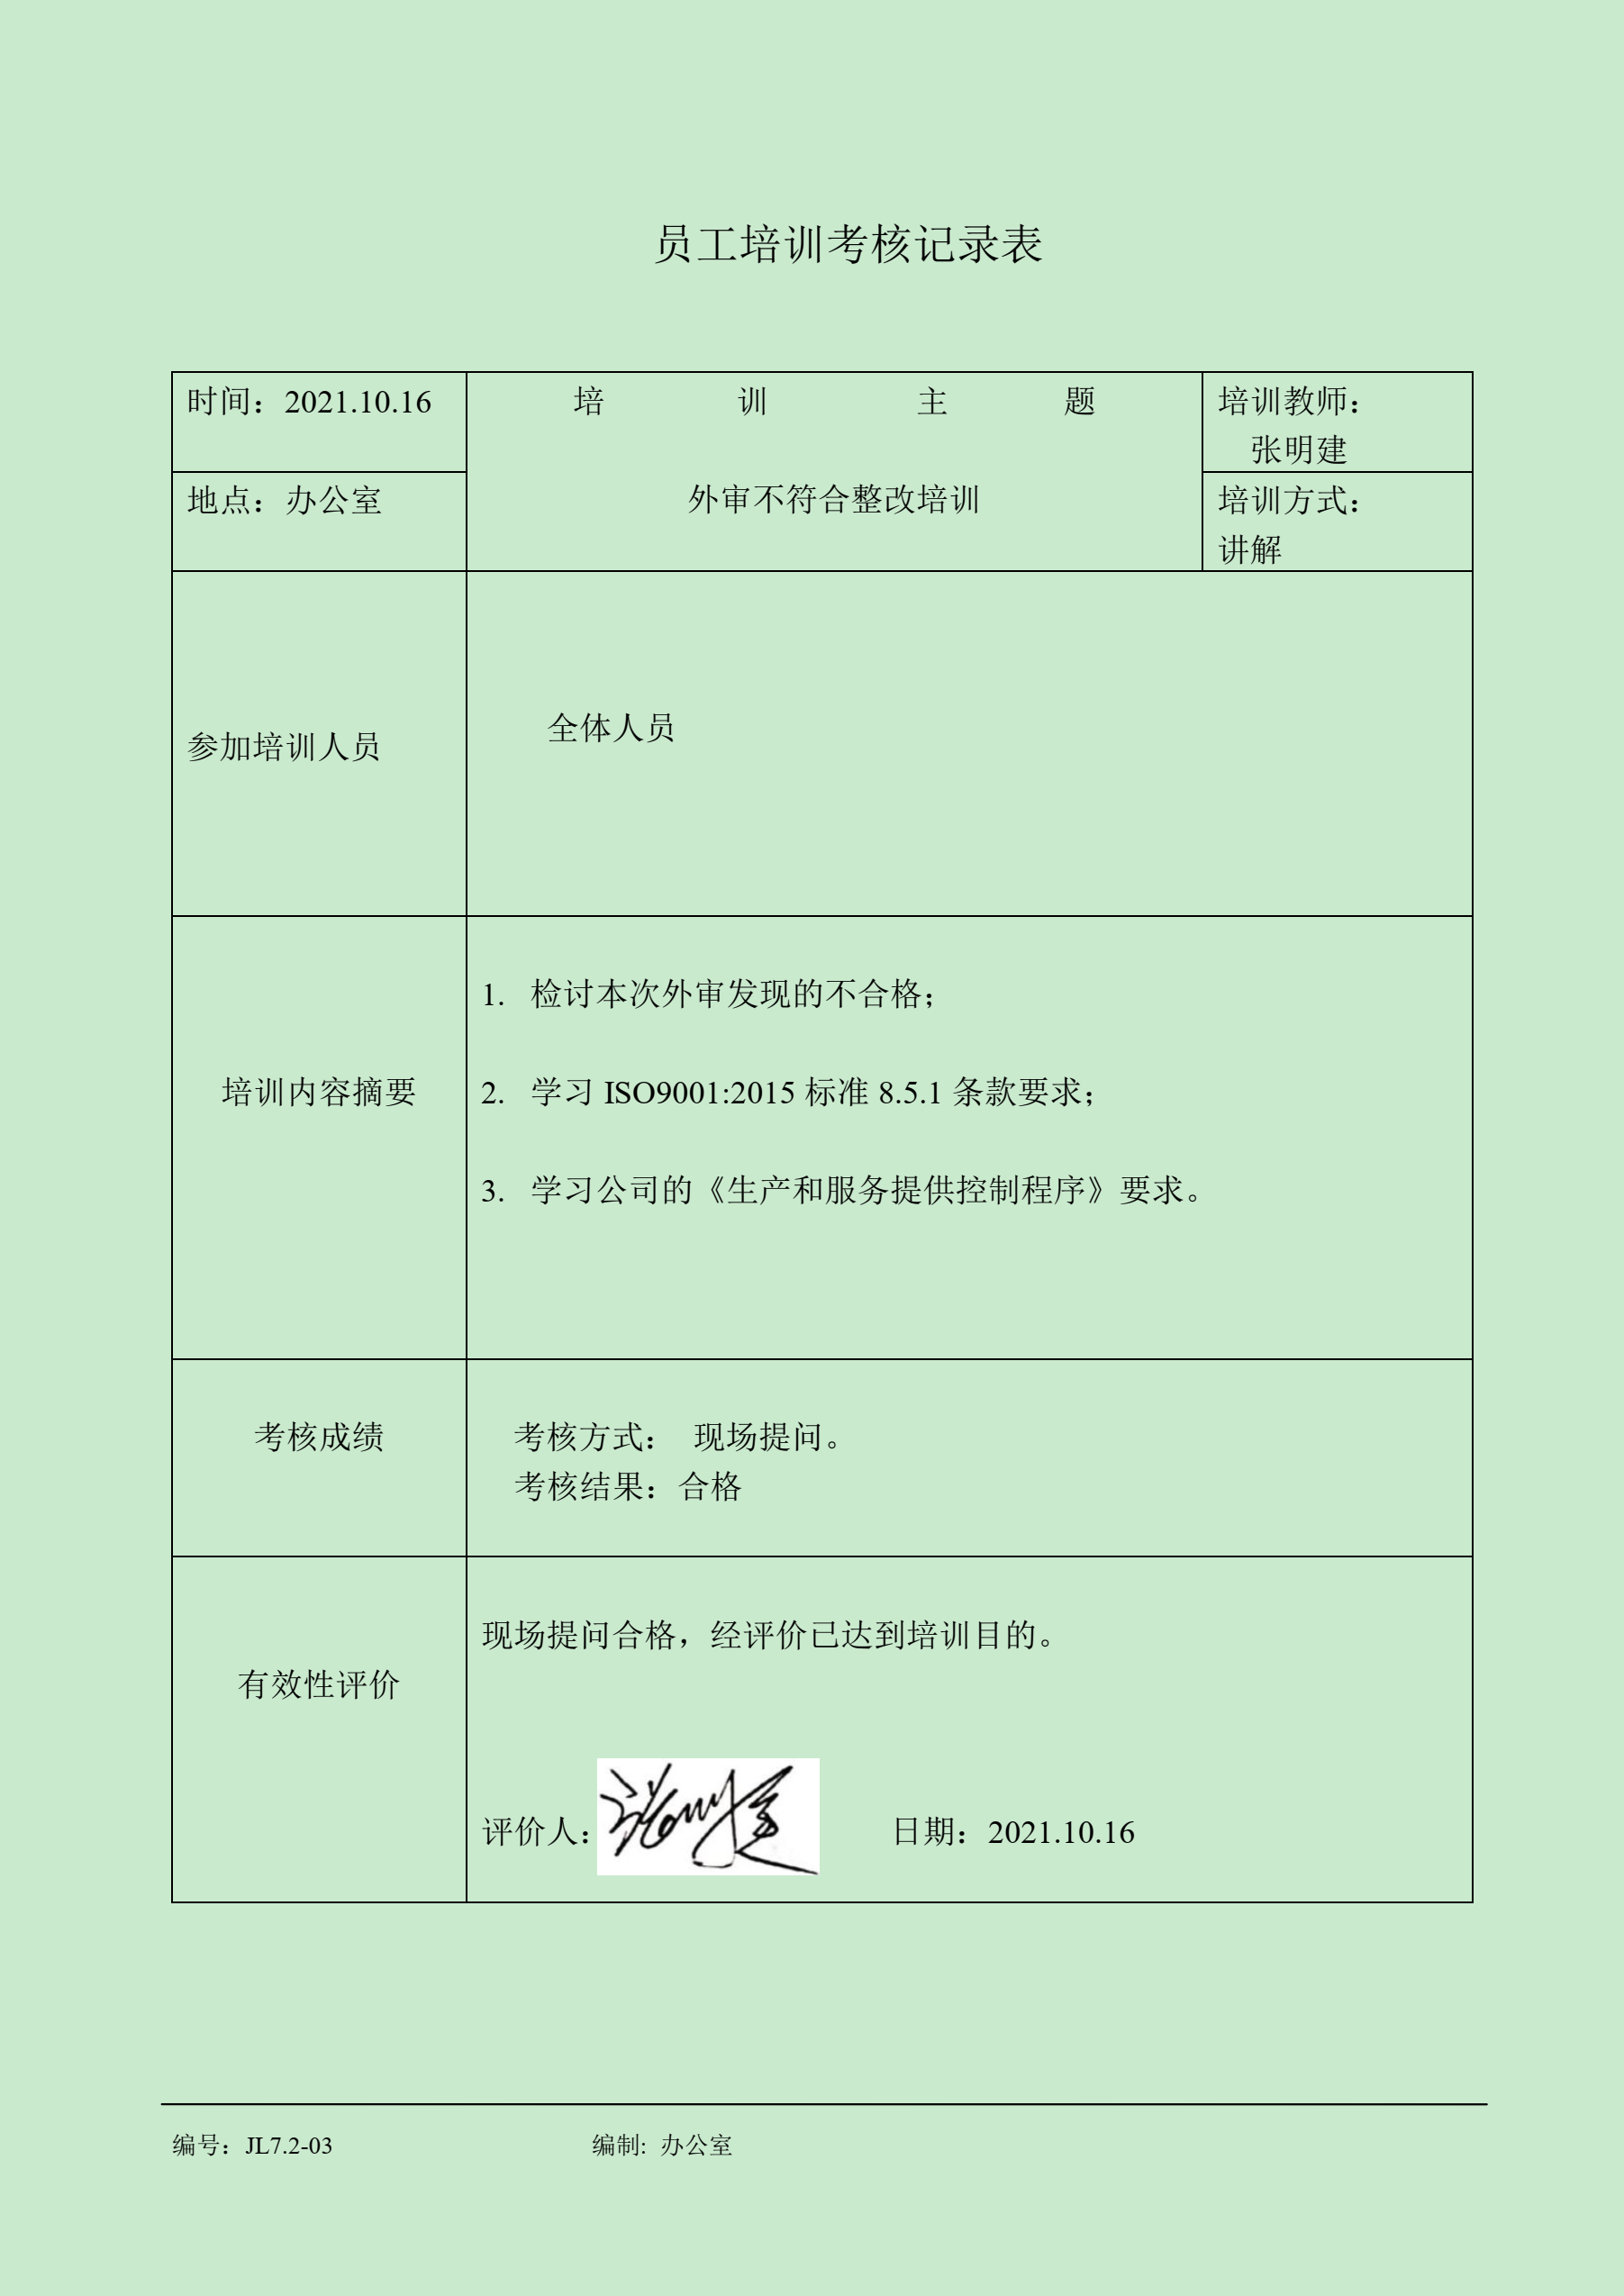 员工培训考核记录表
时间：2021.10.16
培训主题
培训教师：
张明建
地点：办公室
外审不符合整改培训
培训方式：
讲解
参加培训人员
全体人员
培训内容摘要
1. 检讨本次外审发现的不合格；
2. 学习 ISO9001:2015 标准 8.5.1 条款要求；
3. 学习公司的《生产和服务提供控制程序》要求。
考核成绩
考核方式： 现场提问。
考核结果：合格
有效性评价
现场提问合格，经评价已达到培训目的。
评价人： 日期：2021.10.16
编号：JL7.2-03 编制: 办公室